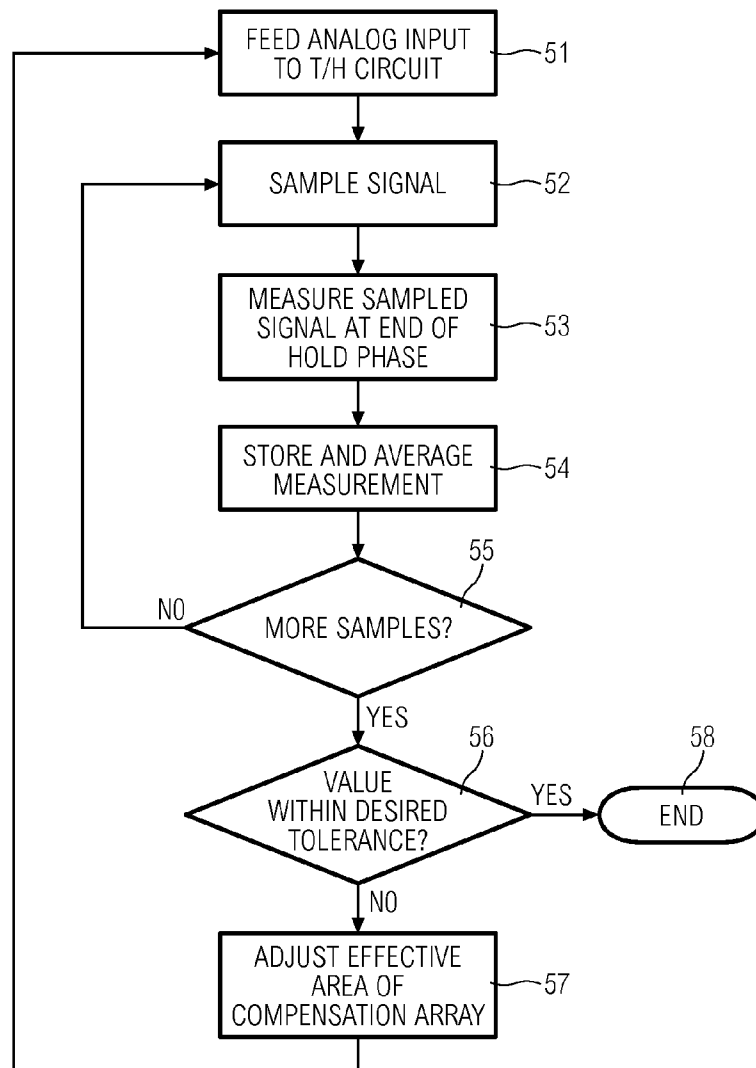 FEED ANALOG INPUT
TO T/H CIRCUIT
51
SAMPLE SIGNAL
52
MEASURE SAMPLED
SIGNAL AT END OF
HOLD PHASE
53
STORE AND AVERAGE
MEASUREMENT
54
55
NO
MORE SAMPLES?
YES
56
58
VALUE
WITHIN DESIRED
TOLERANCE?
YES
END
NO
ADJUST EFFECTIVE
AREA OF
COMPENSATION ARRAY
57